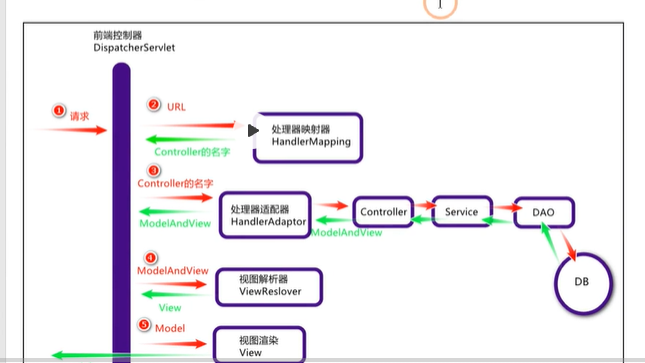 1
前端控制器
DispatcherServlet
1 请求
2 URL
处理器映射器
HandlerMapping
Controller的名字
3
Controller的名字
处理器适配器
HandlerAdaptor
ModelAndView
Controller
Service
DAO
ModelAndView
4
ModelAndView
视图解析器
ViewReslover
View
DB
5 Model
视图渲染
View